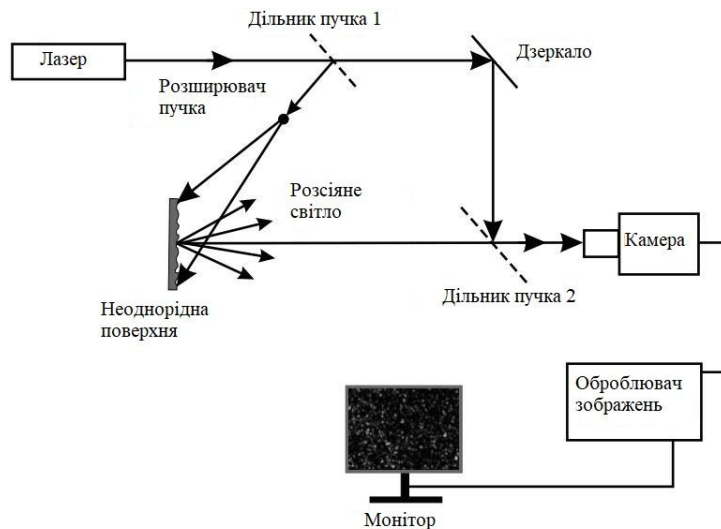 Дільник пучка 1
Дзеркало
Лазер
Розширювач
пучка
Розсіяне
світло
Камера
Дільник пучка 2
Неоднорідна
поверхня
Оброблювач
зображень
Монітор